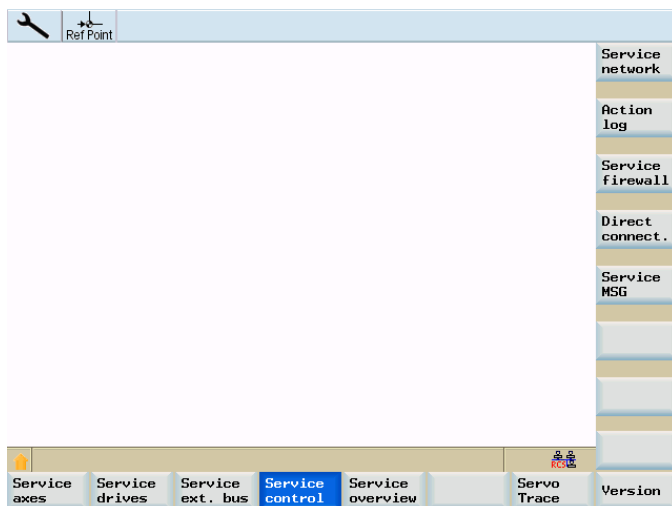 Ref Point
Service
network
Action
log
Service
firewall
Direct
connect.
Service
MSG
RCS
Service
axes
Service
drives
Service
ext. bus
Service
control
Service
overview
Servo
Trace
Version